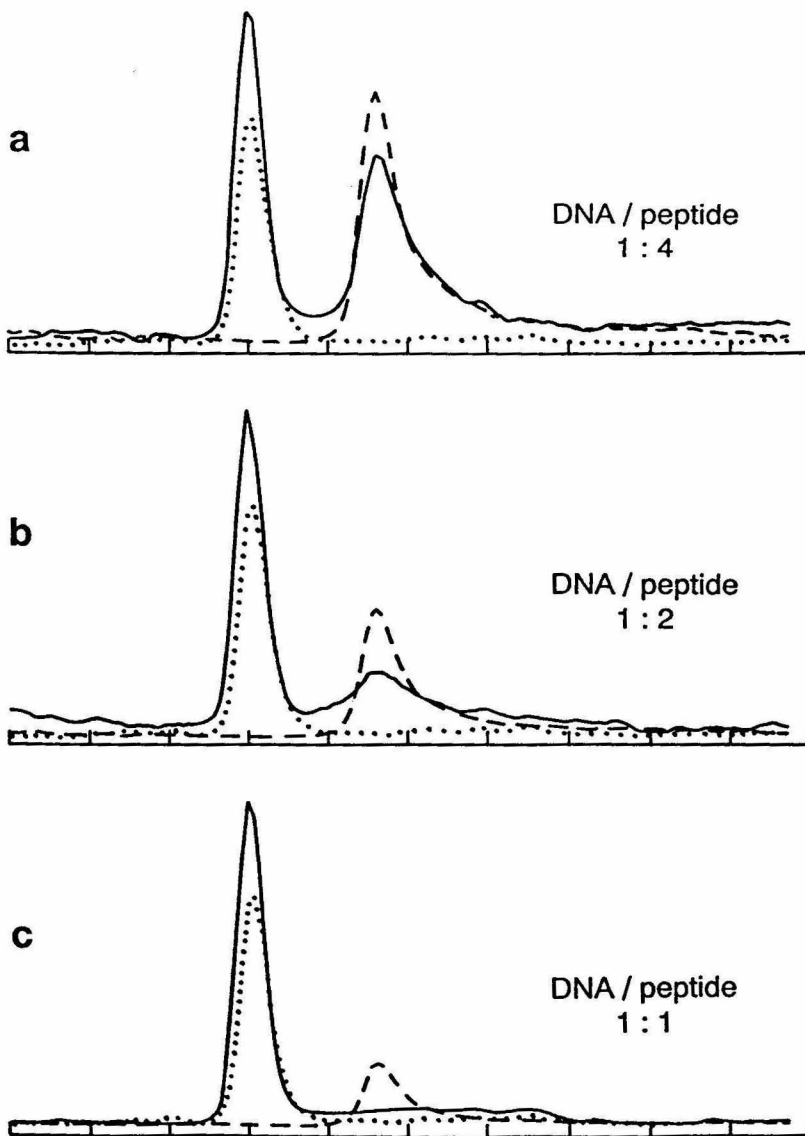 a
DNA / peptide
1 : 4
b
DNA / peptide
1 : 2
c
DNA / peptide
1 : 1